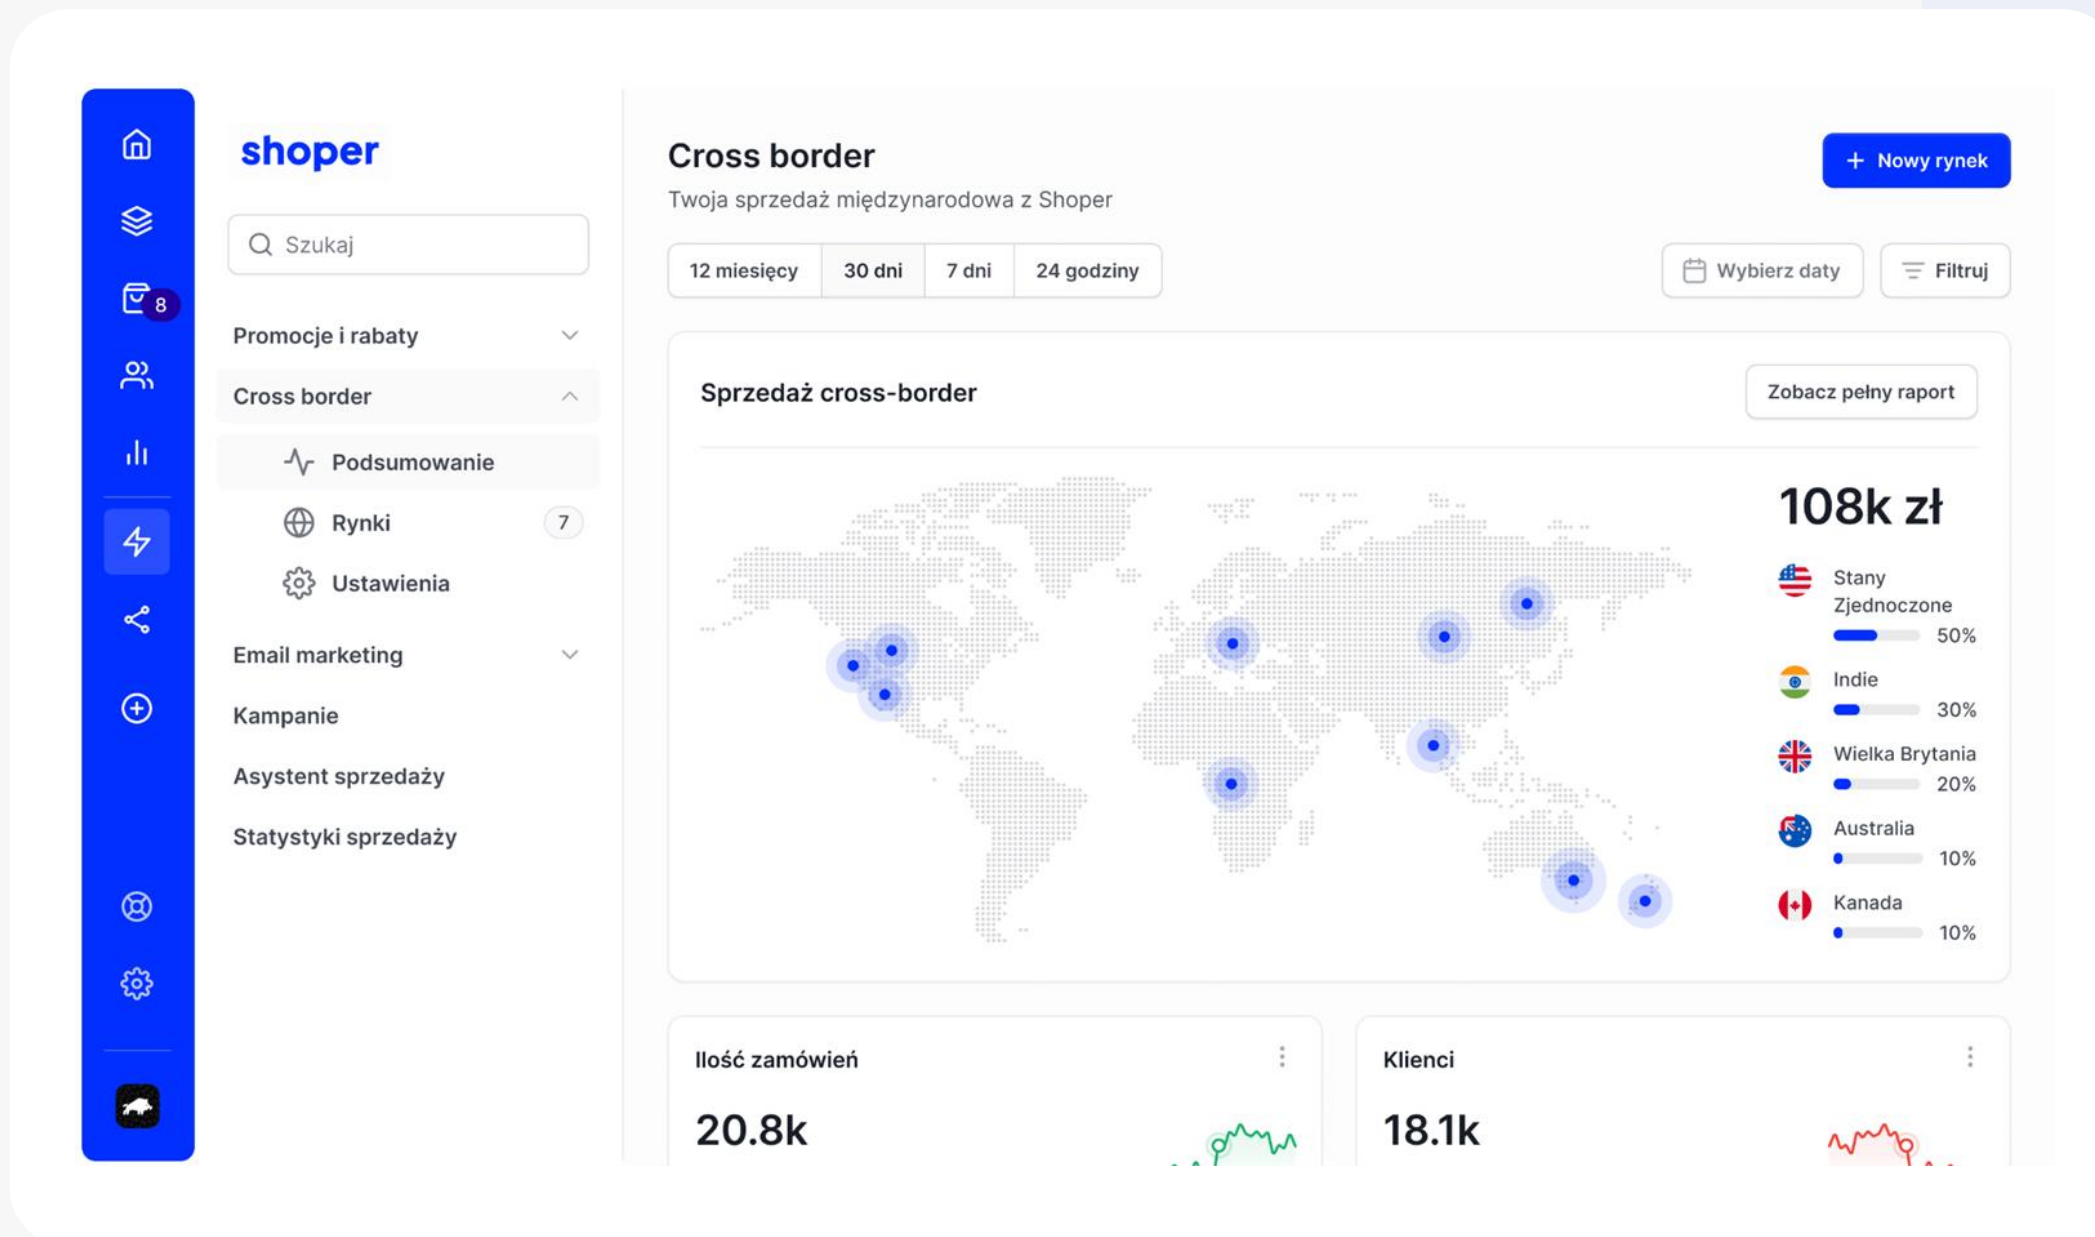 8
shoper
Szukaj
Promocje i rabaty
Cross border
Podsumowanie
Rynki 7
Ustawienia
Email marketing
Kampanie
Asystent sprzedaży
Statystyki sprzedaży
Cross border
Twoja sprzedaż międzynarodowa z Shoper
+ Nowy rynek
12 miesięcy 30 dni 7 dni 24 godziny
Wybierz daty Filtruj
Sprzedaż cross-border
Zobacz pełny raport
108k zł
Stany
Zjednoczone
50%
Indie
30%
Wielka Brytania
20%
Australia
10%
Kanada
10%
Ilość zamówień
20.8k
Klienci
18.1k